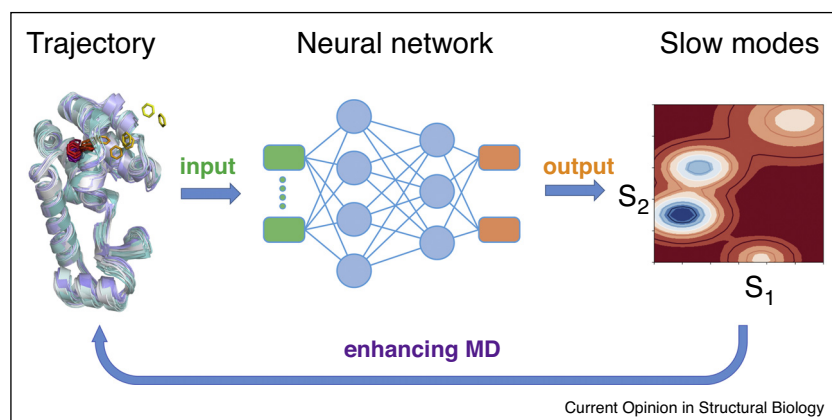 Trajectory
Neural network
Slow modes
input
output
S2
S1
enhancing MD
Current Opinion in Structural Biology